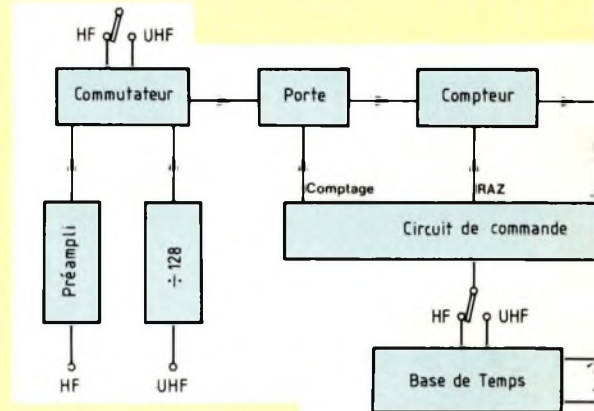 HF UHF
Commutateur
Porte
Compteur
Comptage
RAZ
Préampli
÷128
Circuit de commande
HF UHF
HF
UHF
Base de Temps